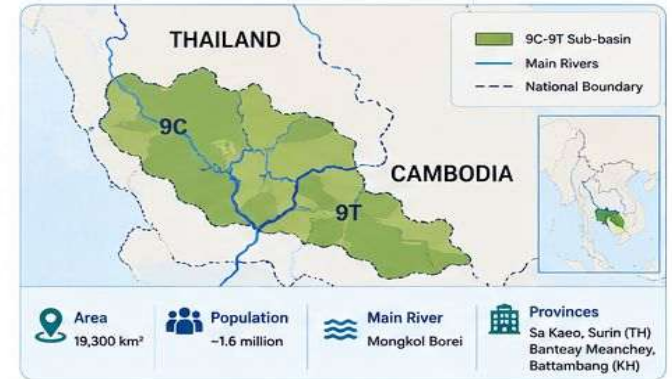 THAILAND
9C-9T Sub-basin
Main Rivers
National Boundary
9C
CAMBODIA
9T
Area
19,300 km²
Population
~1.6 million
Main River
Mongkol Borei
Provinces
Sa Kaeo, Surin (TH)
Banteay Meanchey,
Battambang (KH)